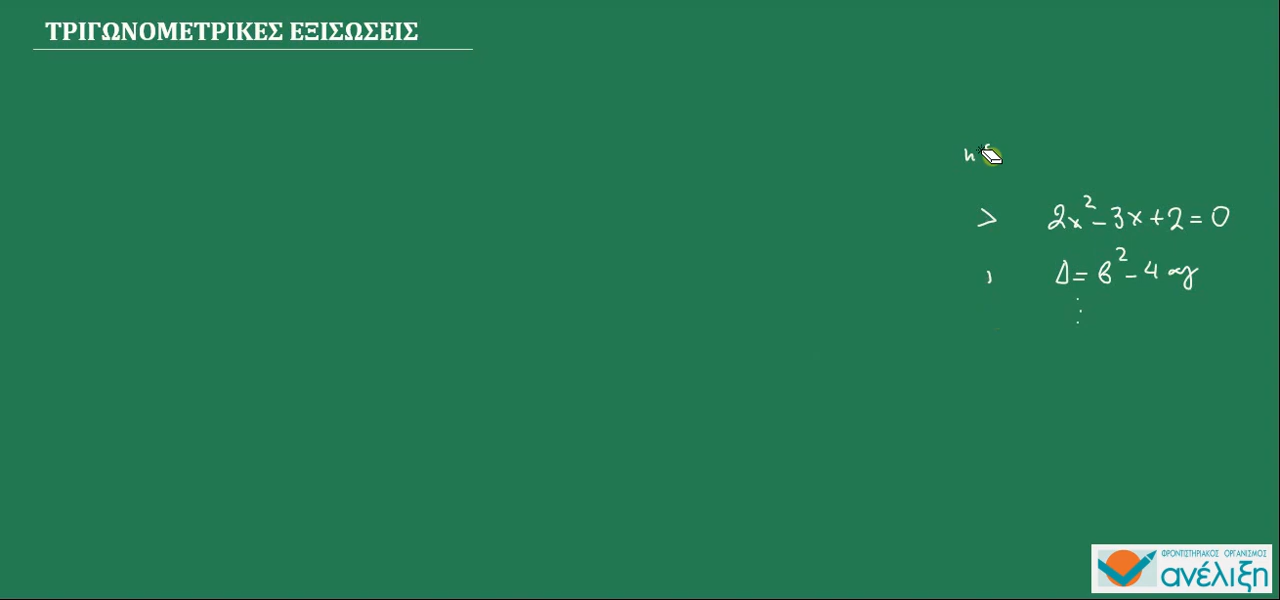 ΤΡΙΓΩΝΟΜΕΤΡΙΚΕΣ ΕΞΙΣΩΣΕΙΣ
> 2x² - 3x + 2 = 0
Δ = β² - 4αγ
⋮
ΦΡΟΝΤΙΣΤΗΡΙΑΚΟΣ ΟΡΓΑΝΙΣΜΟΣ
ανέλιξη